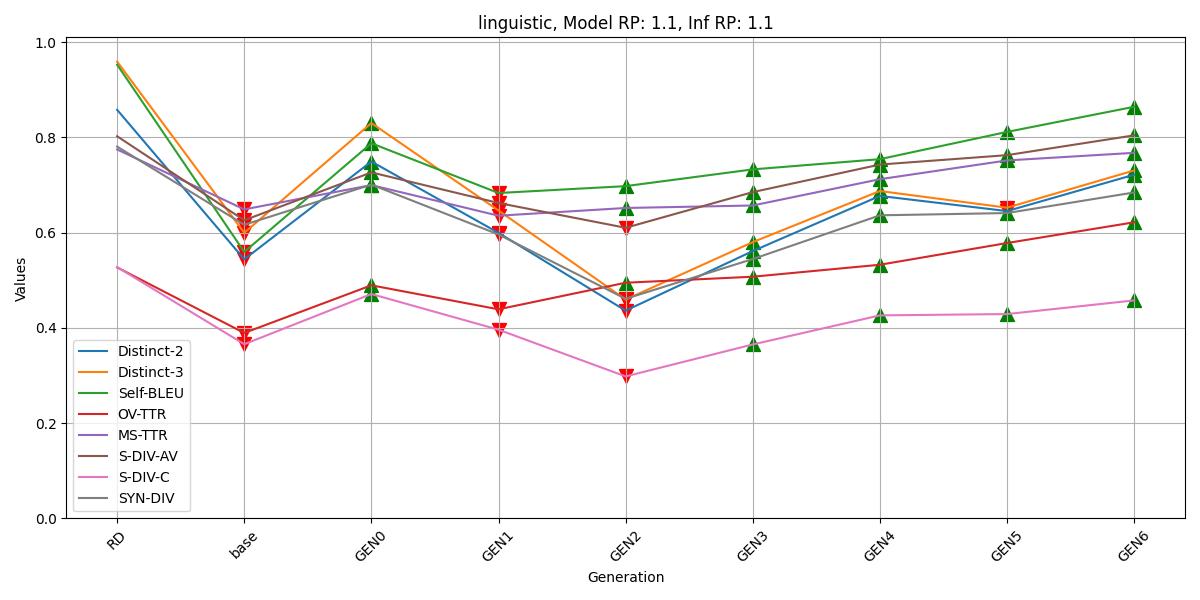 linguistic, Model RP: 1.1, Inf RP: 1.1
1.0
0.8
0.6
0.4
0.2
0.0
Values
Distinct-2
Distinct-3
Self-BLEU
OV-TTR
MS-TTR
S-DIV-AV
S-DIV-C
SYN-DIV
RD
base
GEN0
GEN1
GEN2
GEN3
GEN4
GEN5
GEN6
Generation